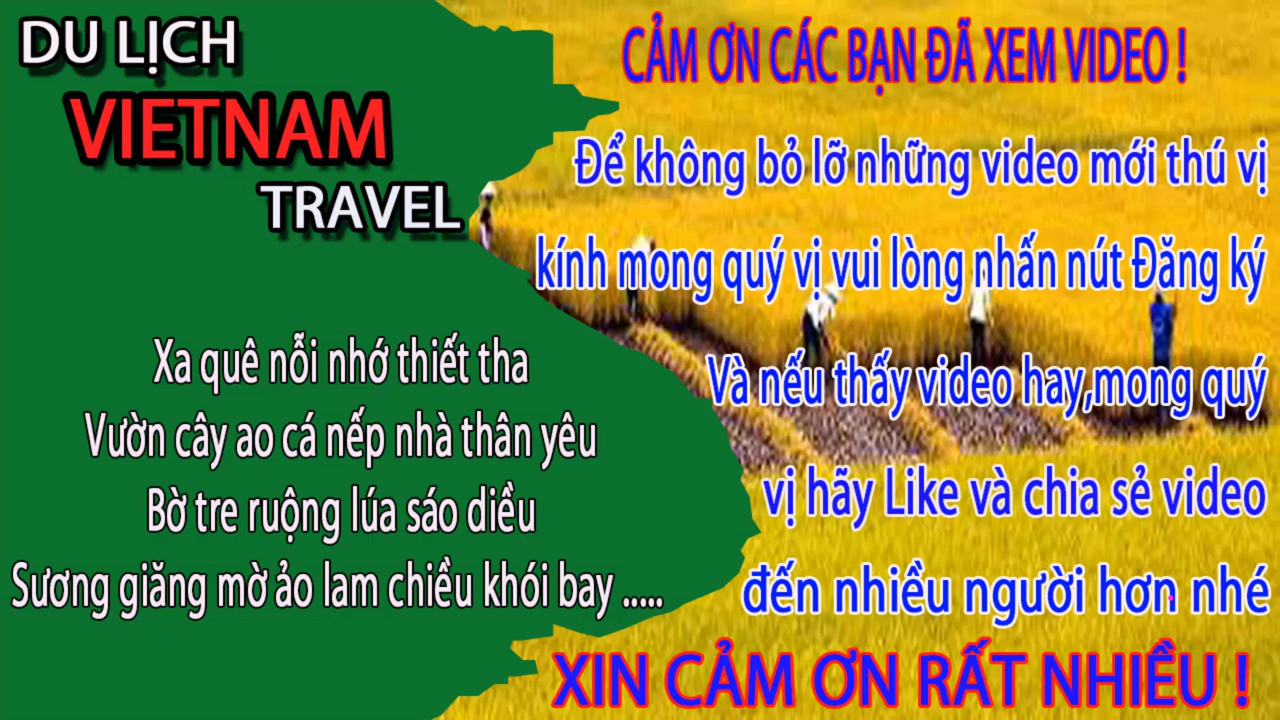 DU LỊCH
VIETNAM
TRAVEL
Xa quê nỗi nhớ thiết tha
Vườn cây ao cá nếp nhà thân yêu
Bờ tre ruộng lúa sáo diều
Sương giăng mờ ảo lam chiều khói bay .....
CẢM ƠN CÁC BẠN ĐÃ XEM VIDEO !
Để không bỏ lỡ những video mới thú vị
kính mong quý vị vui lòng nhấn nút Đăng ký
Và nếu thấy video hay,mong quý
vị hãy Like và chia sẻ video
đến nhiều người hơn nhé
XIN CẢM ƠN RẤT NHIỀU !